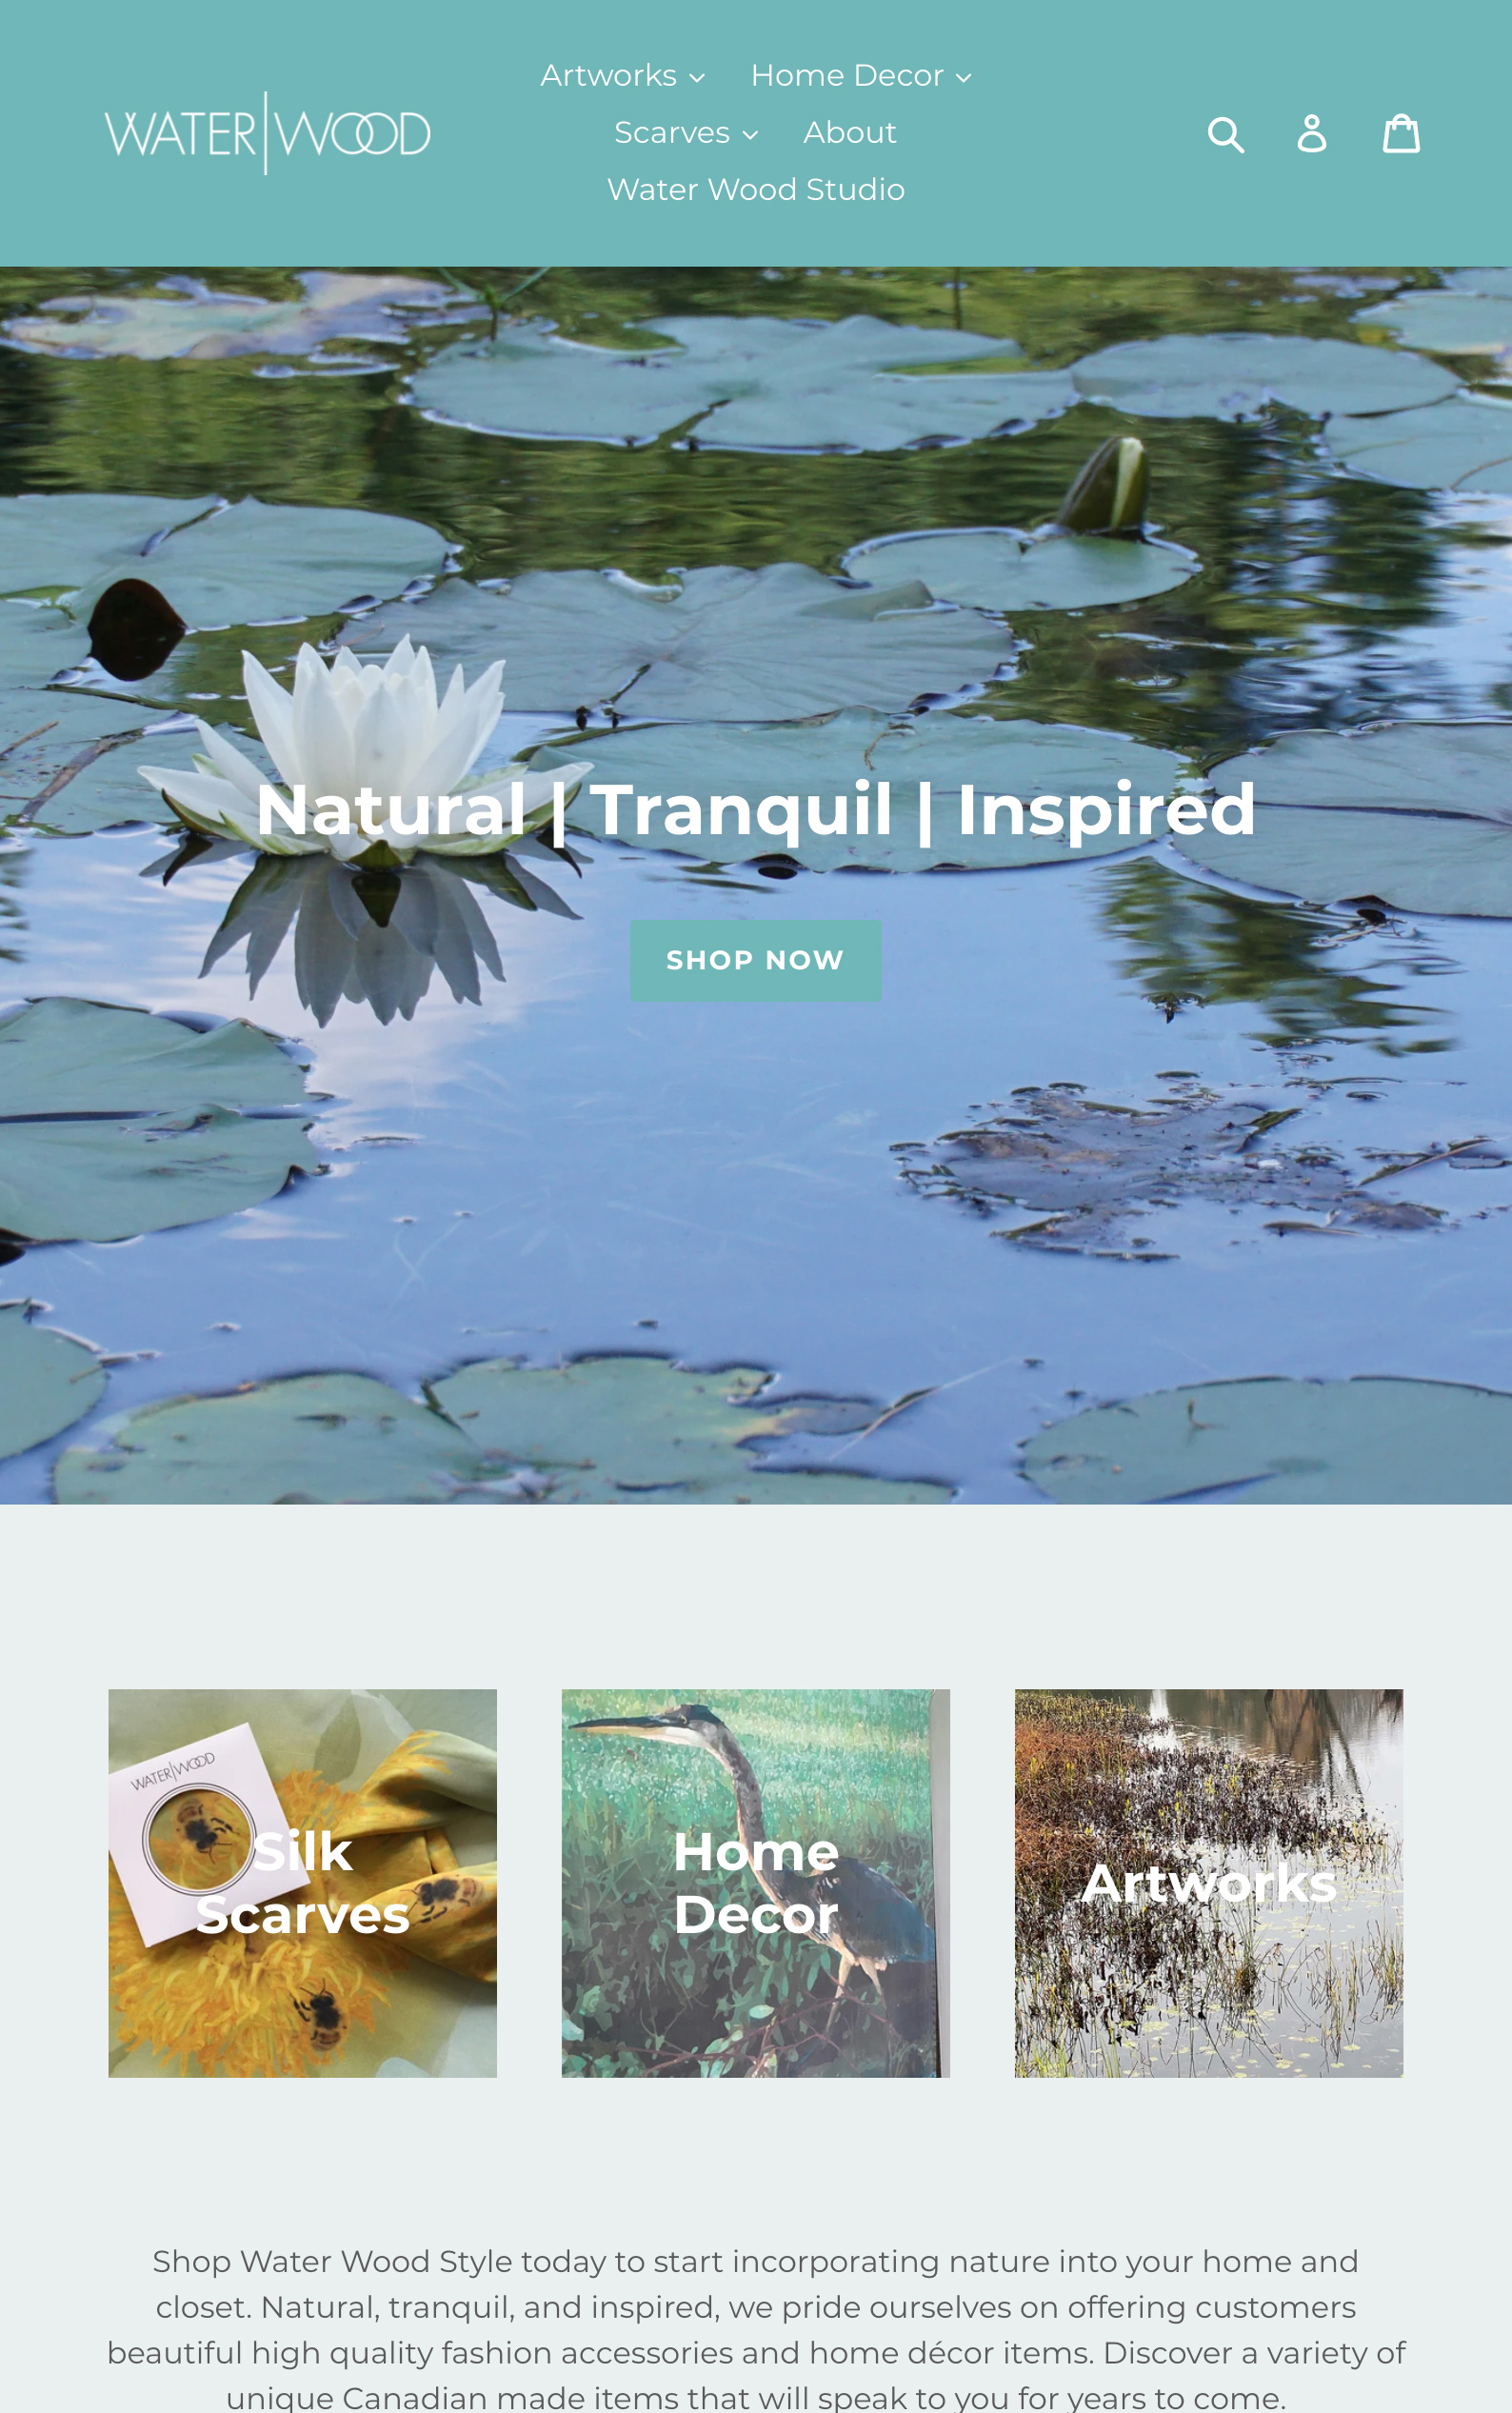 WATER|WOOD
Artworks
Home Decor
Scarves
About
Water Wood Studio
Natural | Tranquil | Inspired
SHOP NOW
WATER|WOOD
Silk
Scarves
Home
Decor
Artworks
Shop Water Wood Style today to start incorporating nature into your home and
closet. Natural, tranquil, and inspired, we pride ourselves on offering customers
beautiful high quality fashion accessories and home décor items. Discover a variety of
unique Canadian made items that will speak to you for years to come.